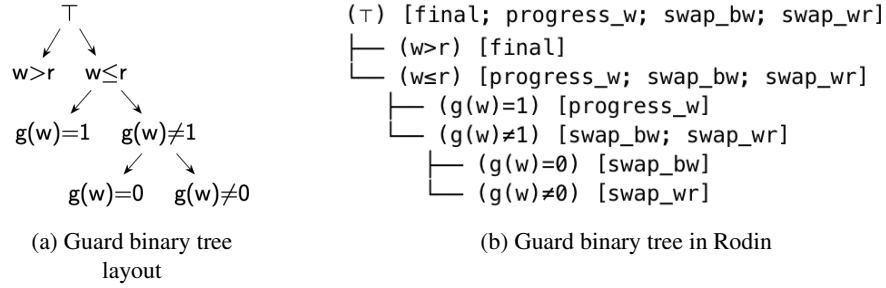 ⊤
w>r w≤r
g(w)=1 g(w)≠1
g(w)=0 g(w)≠0
(a) Guard binary tree
layout
(⊤) [final; progress_w; swap_bw; swap_wr]
├── (w>r) [final]
└── (w≤r) [progress_w; swap_bw; swap_wr]
├── (g(w)=1) [progress_w]
└── (g(w)≠1) [swap_bw; swap_wr]
├── (g(w)=0) [swap_bw]
└── (g(w)≠0) [swap_wr]
(b) Guard binary tree in Rodin